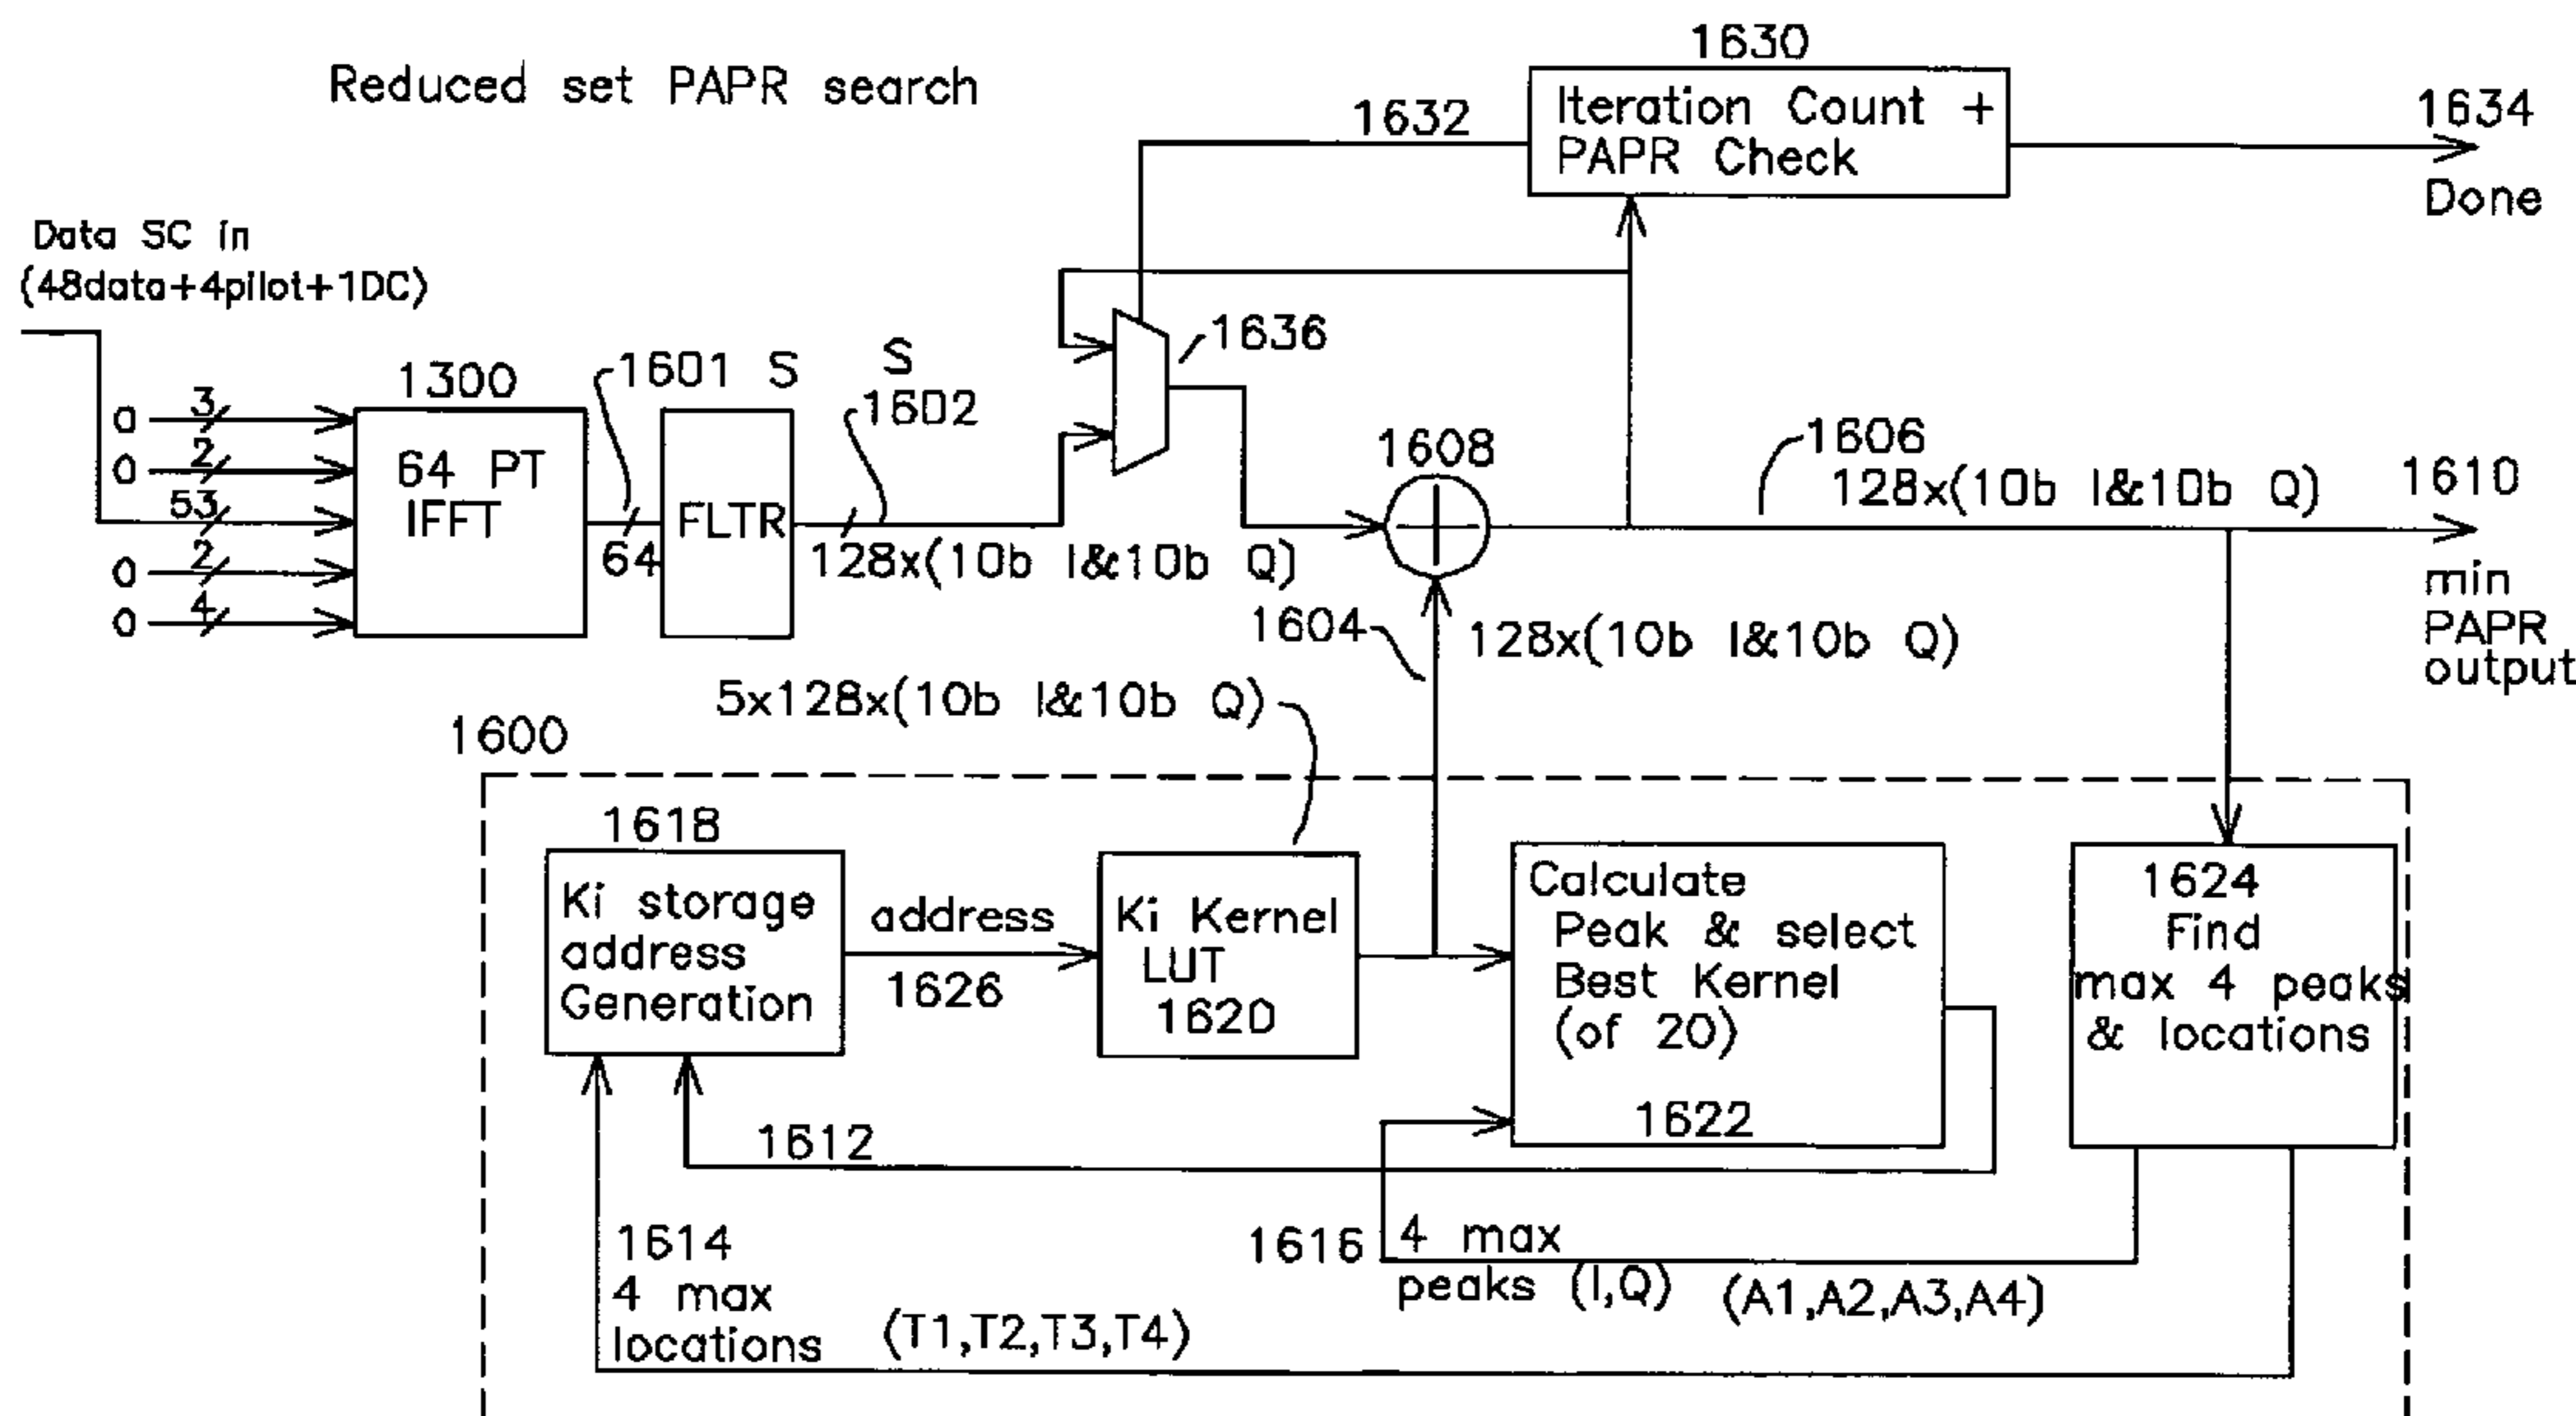 Reduced set PAPR search
1630
Iteration Count +
PAPR Check
1632
1634
Done
Data SC in
(48data+4pilot+1DC)
1300
64 PT
IFFT
0 3
0 2
53
0 2
0 4
1601 S
64
FLTR
S
1602
128x(10b I&10b Q)
1636
1608
1606
128x(10b I&10b Q)
1610
min
PAPR
output
1604
128x(10b I&10b Q)
5x128x(10b I&10b Q)
1600
1618
Ki storage
address
Generation
address
1626
Ki Kernel
LUT
1620
Calculate
Peak & select
Best Kernel
(of 20)
1622
1624
Find
max 4 peaks
& locations
1612
1614
4 max
locations
(T1,T2,T3,T4)
1616
4 max
peaks (I,Q)
(A1,A2,A3,A4)